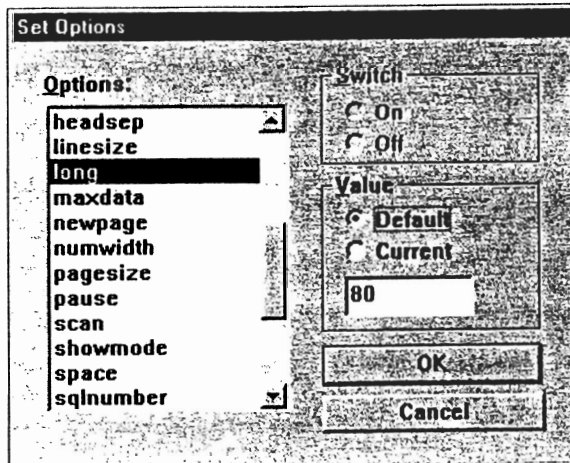 Set Options
Options:
headsep
linesize
long
maxdata
newpage
numwidth
pagesize
pause
scan
showmode
space
sqlnumber
Switch
On
Off
Value
Default
Current
80
OK
Cancel